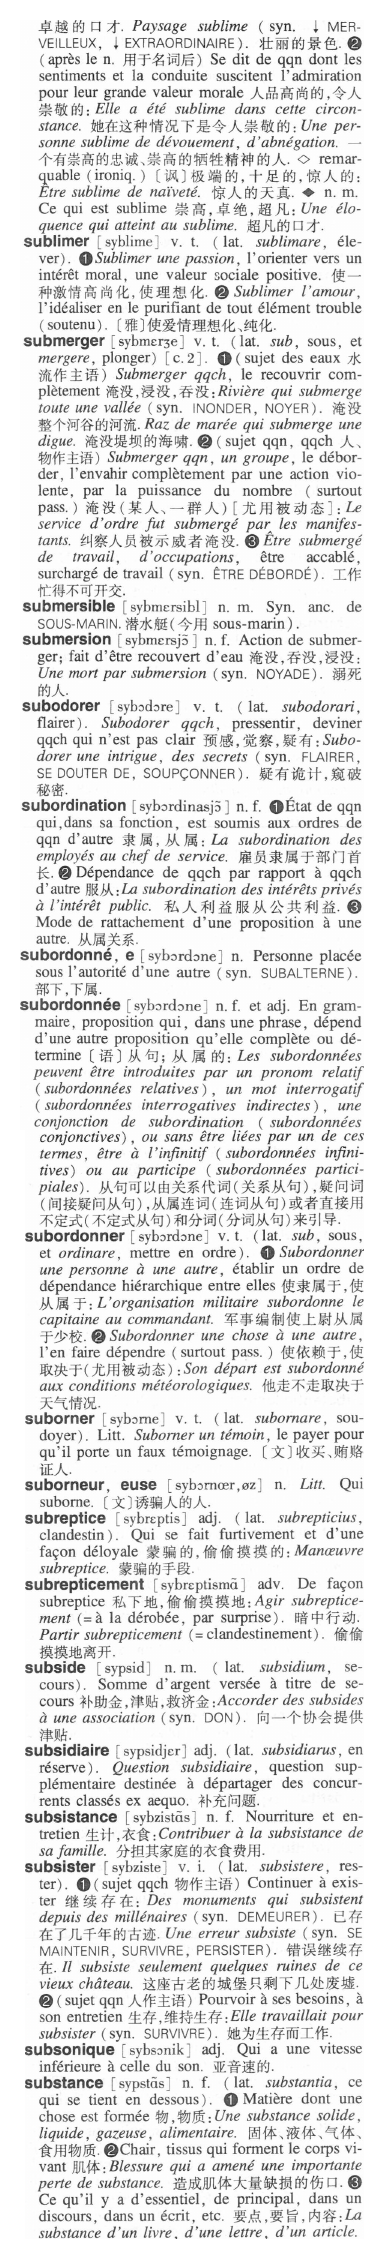 卓越的口才. Paysage sublime (syn. ↓ MER-
VEILLEUX, ↓ EXTRAORDINAIRE). 壮丽的景色. ❷
(après le n. 用于名词后) Se dit de qqn dont les
sentiments et la conduite suscitent l'admiration
pour leur grande valeur morale 人品高尚的,令人
崇敬的: Elle a été sublime dans cette circon-
stance. 她在这种情况下是令人崇敬的: Une per-
sonne sublime de dévouement, d'abnégation. 一
个有崇高的忠诚、崇高的牺牲精神的人. ◇ remar-
quable (ironiq.) 〔讽〕极端的,十足的,惊人的:
Être sublime de naïveté. 惊人的天真. ◆ n. m.
Ce qui est sublime 崇高,卓绝,超凡: Une élo-
quence qui atteint au sublime. 超凡的口才.
sublimer [syblime] v. t. (lat. sublimare, éle-
ver). ❶Sublimer une passion, l'orienter vers un
intérêt moral, une valeur sociale positive. 使一
种激情高尚化,使理想化. ❷ Sublimer l'amour,
l'idéaliser en le purifiant de tout élément trouble
(soutenu). 〔雅〕使爱情理想化、纯化.
submerger [sybmɛrʒe] v. t. (lat. sub, sous, et
mergere, plonger) [c. 2]. ❶(sujet des eaux 水
流作主语) Submerger qqch, le recouvrir com-
plètement 淹没,浸没,吞没: Rivière qui submerge
toute une vallée (syn. INONDER, NOYER). 淹没
整个河谷的河流. Raz de marée qui submerge une
digue. 淹没堤坝的海啸. ❷(sujet qqn, qqch 人、
物作主语) Submerger qqn, un groupe, le débor-
der, l'envahir complètement par une action vio-
lente, par la puissance du nombre (surtout
pass.) 淹没(某人、一群人)[尤用被动态]: Le
service d'ordre fut submergé par les manifes-
tants. 纠察人员被示威者淹没. ❸ Être submergé
de travail, d'occupations, être accablé,
surchargé de travail (syn. ÊTRE DÉBORDÉ). 工作
忙得不可开交.
submersible [sybmɛrsibl] n. m. Syn. anc. de
SOUS-MARIN. 潜水艇(今用 sous-marin).
submersion [sybmɛrsjɔ̃] n. f. Action de submer-
ger; fait d'être recouvert d'eau 淹没,吞没,浸没:
Une mort par submersion (syn. NOYADE). 溺死
的人.
subodorer [sybɔdɔre] v. t. (lat. subodorari,
flairer). Subodorer qqch, pressentir, deviner
qqch qui n'est pas clair 预感,觉察,疑有: Subo-
dorer une intrigue, des secrets (syn. FLAIRER,
SE DOUTER DE, SOUPÇONNER). 疑有诡计,窥破
秘密.
subordination [sybɔrdinasjɔ̃] n. f. ❶État de qqn
qui,dans sa fonction, est soumis aux ordres de
qqn d'autre 隶属,从属: La subordination des
employés au chef de service. 雇员隶属于部门首
长. ❷ Dépendance de qqch par rapport à qqch
d'autre 服从: La subordination des intérêts privés
à l'intérêt public. 私人利益服从公共利益. ❸
Mode de rattachement d'une proposition à une
autre. 从属关系.
subordonné, e [sybɔrdɔne] n. Personne placée
sous l'autorité d'une autre (syn. SUBALTERNE).
部下,下属.
subordonnée [sybɔrdɔne] n. f. et adj. En gram-
maire, proposition qui, dans une phrase, dépend
d'une autre proposition qu'elle complète ou dé-
termine 〔语〕从句; 从属的: Les subordonnées
peuvent être introduites par un pronom relatif
(subordonnées relatives), un mot interrogatif
(subordonnées interrogatives indirectes), une
conjonction de subordination (subordonnées
conjonctives), ou sans être liées par un de ces
termes, être à l'infinitif (subordonnées infini-
tives) ou au participe (subordonnées partici-
piales). 从句可以由关系代词(关系从句),疑问词
(间接疑问从句),从属连词(连词从句)或者直接用
不定式(不定式从句)和分词(分词从句)来引导.
subordonner [sybɔrdɔne] v. t. (lat. sub, sous,
et ordinare, mettre en ordre). ❶ Subordonner
une personne à une autre, établir un ordre de
dépendance hiérarchique entre elles 使隶属于,使
从属于: L'organisation militaire subordonne le
capitaine au commandant. 军事编制使上尉从属
于少校. ❷ Subordonner une chose à une autre,
l'en faire dépendre (surtout pass.) 使依赖于,使
取决于(尤用被动态): Son départ est subordonné
aux conditions météorologiques. 他走不走取决于
天气情况.
suborner [sybɔrne] v. t. (lat. subornare, sou-
doyer). Litt. Suborner un témoin, le payer pour
qu'il porte un faux témoignage. 〔文〕收买、贿赂
证人.
suborneur, euse [sybɔrnœr,øz] n. Litt. Qui
suborne. 〔文〕诱骗人的人.
subreptice [sybrɛptis] adj. (lat. subrepticius,
clandestin). Qui se fait furtivement et d'une
façon déloyale 蒙骗的,偷偷摸摸的: Manœuvre
subreptice. 蒙骗的手段.
subrepticement [sybrɛptismɑ̃] adv. De façon
subreptice 私下地,偷偷摸摸地: Agir subreptice-
ment (=à la dérobée, par surprise). 暗中行动.
Partir subrepticement (=clandestinement). 偷偷
摸摸地离开.
subside [sypsid] n. m. (lat. subsidium, se-
cours). Somme d'argent versée à titre de se-
cours 补助金,津贴,救济金: Accorder des subsides
à une association (syn. DON). 向一个协会提供
津贴.
subsidiaire [sypsidjɛr] adj. (lat. subsidiarus, en
réserve). Question subsidiaire, question sup-
plémentaire destinée à départager des concur-
rents classés ex aequo. 补充问题.
subsistance [sybzistɑ̃s] n. f. Nourriture et en-
tretien 生计,衣食: Contribuer à la subsistance de
sa famille. 分担其家庭的衣食费用.
subsister [sybziste] v. i. (lat. subsistere, res-
ter). ❶(sujet qqch 物作主语) Continuer à exis-
ter 继续存在: Des monuments qui subsistent
depuis des millénaires (syn. DEMEURER). 已存
在了几千年的古迹. Une erreur subsiste (syn. SE
MAINTENIR, SURVIVRE, PERSISTER). 错误继续存
在. Il subsiste seulement quelques ruines de ce
vieux château. 这座古老的城堡只剩下几处废墟.
❷(sujet qqn 人作主语) Pourvoir à ses besoins, à
son entretien 生存,维持生存: Elle travaillait pour
subsister (syn. SURVIVRE). 她为生存而工作.
subsonique [sybsɔnik] adj. Qui a une vitesse
inférieure à celle du son. 亚音速的.
substance [sypstɑ̃s] n. f. (lat. substantia, ce
qui se tient en dessous). ❶ Matière dont une
chose est formée 物,物质: Une substance solide,
liquide, gazeuse, alimentaire. 固体、液体、气体、
食用物质. ❷Chair, tissus qui forment le corps vi-
vant 肌体: Blessure qui a amené une importante
perte de substance. 造成肌体大量缺损的伤口. ❸
Ce qu'il y a d'essentiel, de principal, dans un
discours, dans un écrit, etc. 要点,要旨,内容: La
substance d'un livre, d'une lettre, d'un article.